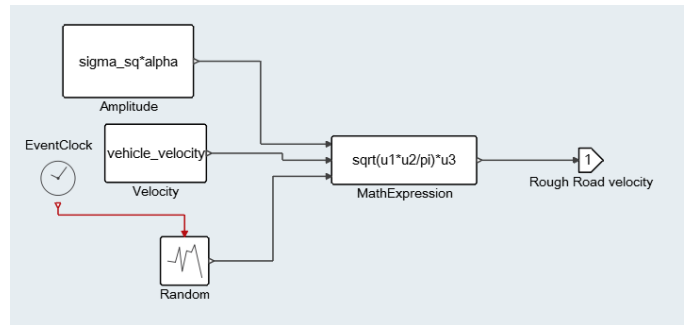 sigma_sq*alpha
Amplitude
EventClock
vehicle_velocity
Velocity
sqrt(u1*u2/pi)*u3
MathExpression
1
Rough Road velocity
Random